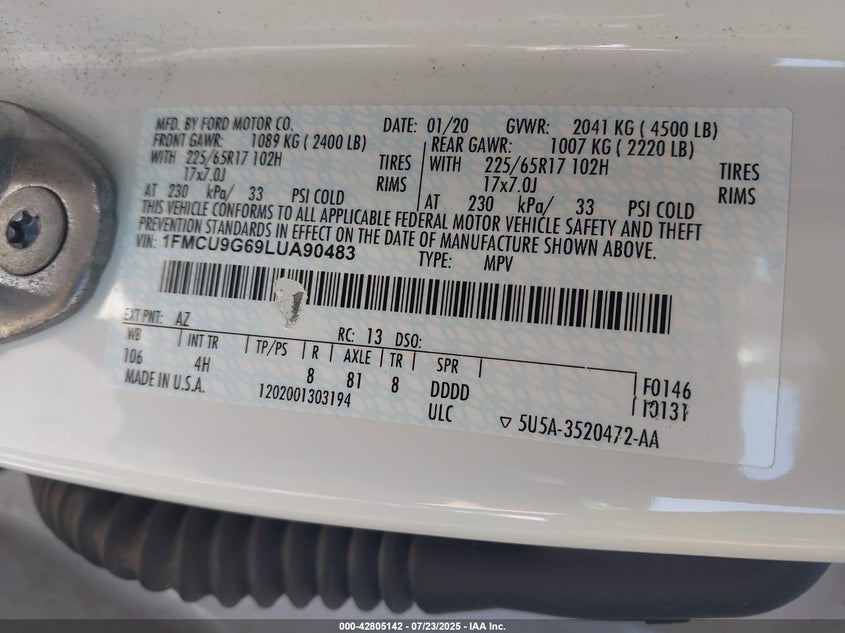 MFD. BY FORD MOTOR CO. DATE: 01/20 GVWR: 2041 KG ( 4500 LB)
FRONT GAWR: 1089 KG ( 2400 LB) REAR GAWR: 1007 KG ( 2220 LB)
WITH 225/65R17 102H TIRES WITH 225/65R17 102H TIRES
17x7.0J RIMS 17x7.0J RIMS
AT 230 kPa/ 33 PSI COLD AT 230 kPa/ 33 PSI COLD
THIS VEHICLE CONFORMS TO ALL APPLICABLE FEDERAL MOTOR VEHICLE SAFETY AND THEFT
PREVENTION STANDARDS IN EFFECT ON THE DATE OF MANUFACTURE SHOWN ABOVE.
VIN: 1FMCU9G69LUA90483 TYPE: MPV
EXT PNT: AZ RC: 13 DSO:
WB INT TR TP/PS R AXLE TR SPR
106 4H 8 81 8 DDDD F0146
MADE IN U.S.A. 1202001303194 ULC 10131
5U5A-3520472-AA
000-42805142 - 07/23/2025 - IAA Inc.